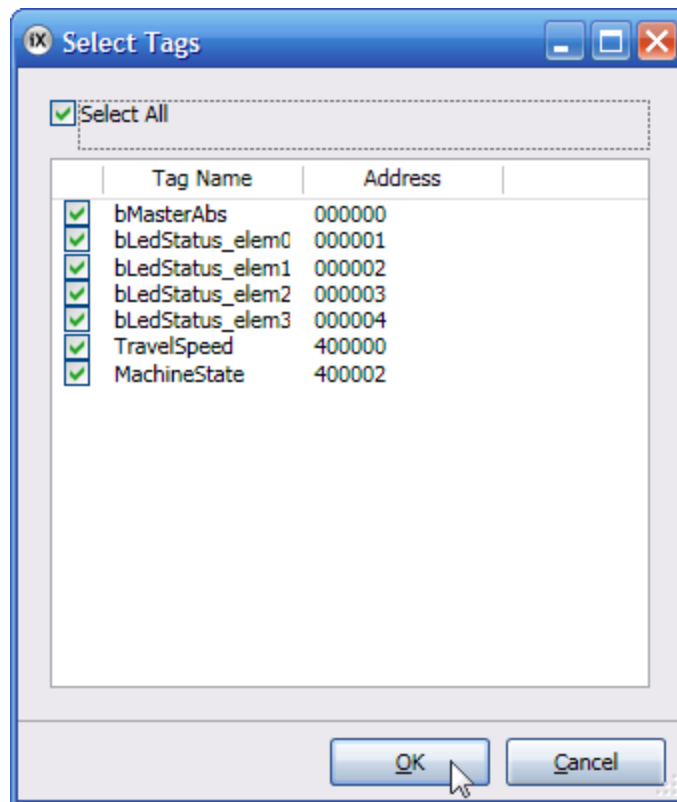 iX Select Tags
Select All
Tag Name Address
bMasterAbs 000000
bLedStatus_elem0 000001
bLedStatus_elem1 000002
bLedStatus_elem2 000003
bLedStatus_elem3 000004
TravelSpeed 400000
MachineState 400002
OK Cancel